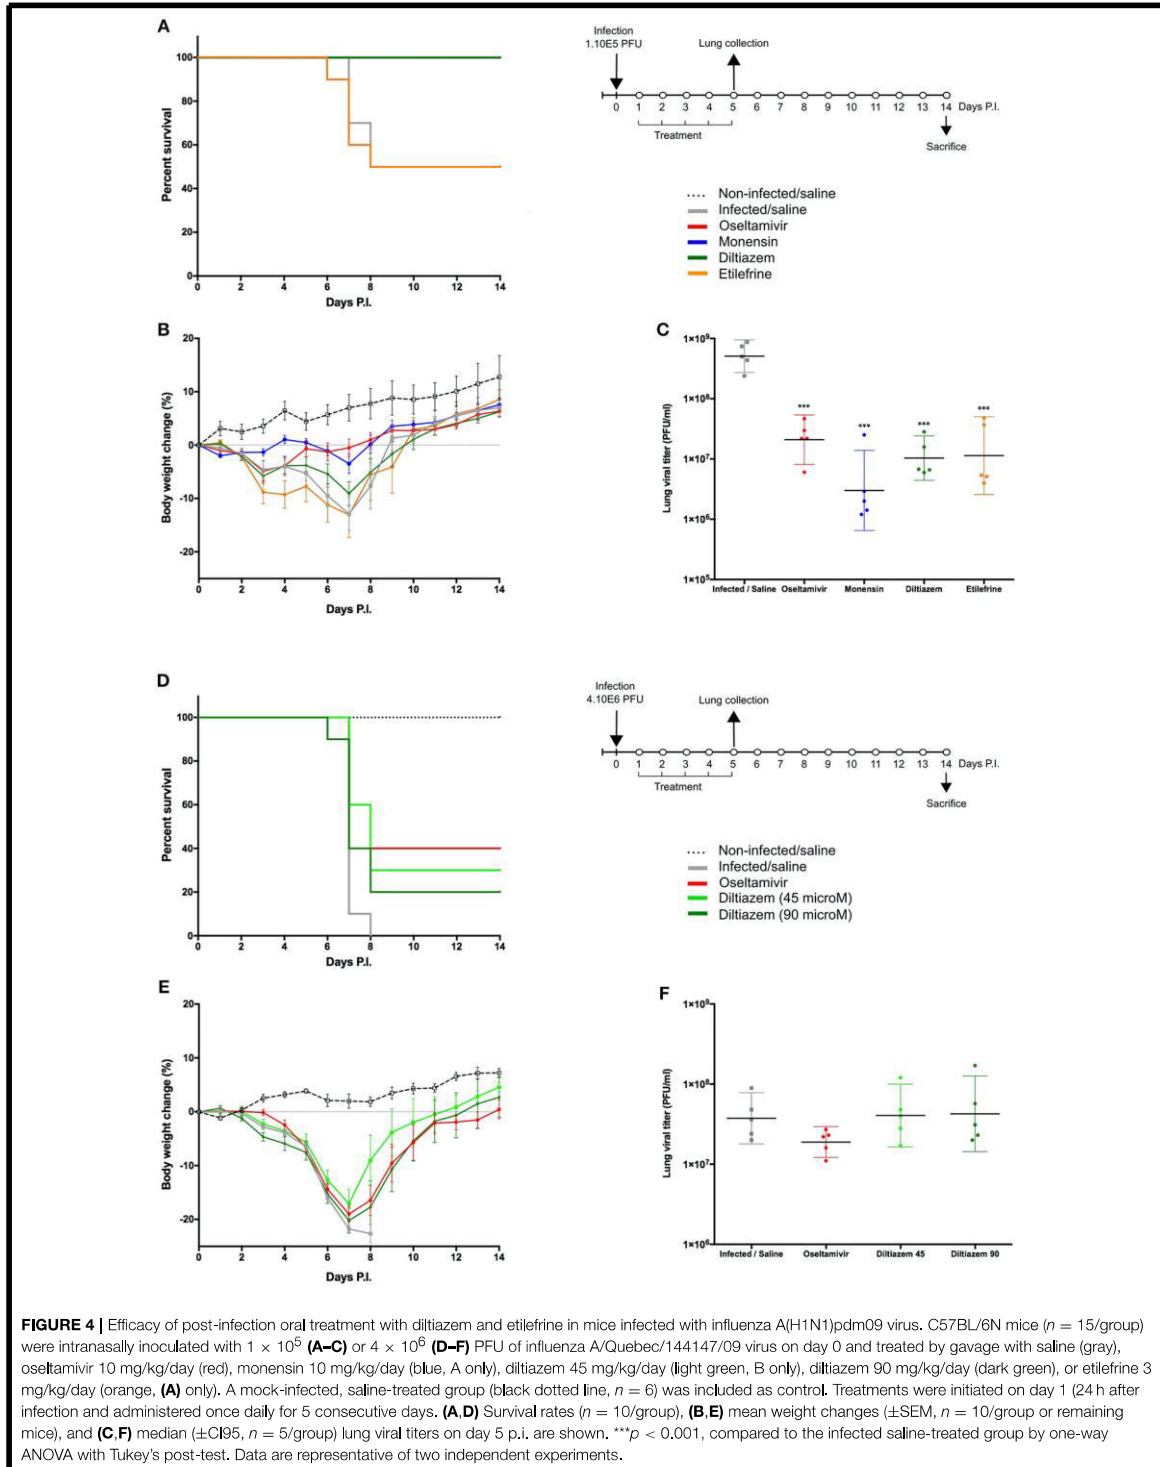 A
Infection
1.10E5 PFU
Lung collection
0 1 2 3 4 5 6 7 8 9 10 11 12 13 14 Days P.I.
Treatment
Sacrifice
Percent survival
100
80
60
40
20
0
0 2 4 6 8 10 12 14
Days P.I.
Non-infected/saline
Infected/saline
Oseltamivir
Monensin
Diltiazem
Etilefrine
B
Body weight change (%)
20
10
0
-10
-20
0 2 4 6 8 10 12 14
Days P.I.
C
Lung viral titer (PFU/ml)
1×10⁹
1×10⁸
1×10⁷
1×10⁶
1×10⁵
*** *** *** ***
Infected / Saline Oseltamivir Monensin Diltiazem Etilefrine
D
Infection
4.10E6 PFU
Lung collection
0 1 2 3 4 5 6 7 8 9 10 11 12 13 14 Days P.I.
Treatment
Sacrifice
Percent survival
100
80
60
40
20
0
0 2 4 6 8 10 12 14
Days P.I.
Non-infected/saline
Infected/saline
Oseltamivir
Diltiazem (45 microM)
Diltiazem (90 microM)
E
Body weight change (%)
20
10
0
-10
-20
0 2 4 6 8 10 12 14
Days P.I.
F
Lung viral titer (PFU/ml)
1×10⁹
1×10⁸
1×10⁷
1×10⁶
Infected / Saline Oseltamivir Diltiazem 45 Diltiazem 90
FIGURE 4 | Efficacy of post-infection oral treatment with diltiazem and etilefrine in mice infected with influenza A(H1N1)pdm09 virus. C57BL/6N mice (n = 15/group)
were intranasally inoculated with 1 × 10⁵ (A–C) or 4 × 10⁶ (D–F) PFU of influenza A/Quebec/144147/09 virus on day 0 and treated by gavage with saline (gray),
oseltamivir 10 mg/kg/day (red), monensin 10 mg/kg/day (blue, A only), diltiazem 45 mg/kg/day (light green, B only), diltiazem 90 mg/kg/day (dark green), or etilefrine 3
mg/kg/day (orange, (A) only). A mock-infected, saline-treated group (black dotted line, n = 6) was included as control. Treatments were initiated on day 1 (24 h after
infection and administered once daily for 5 consecutive days. (A,D) Survival rates (n = 10/group), (B,E) mean weight changes (±SEM, n = 10/group or remaining
mice), and (C,F) median (±CI95, n = 5/group) lung viral titers on day 5 p.i. are shown. ***p < 0.001, compared to the infected saline-treated group by one-way
ANOVA with Tukey's post-test. Data are representative of two independent experiments.